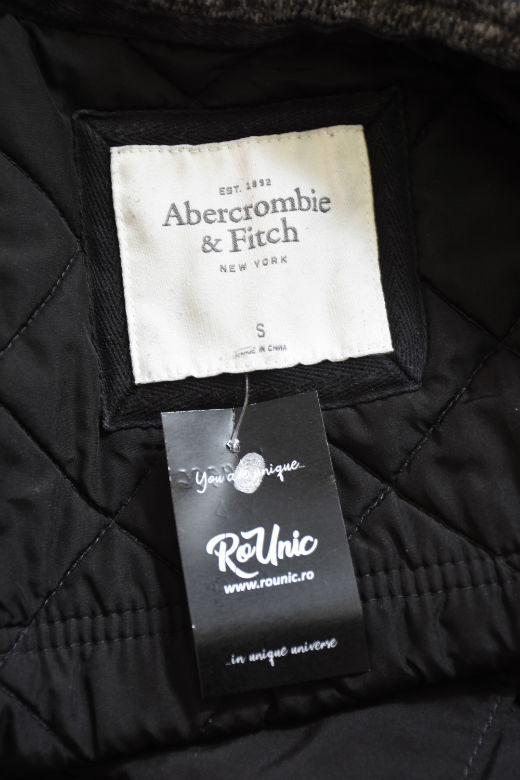 EST. 1892
Abercrombie
& Fitch
NEW YORK
S
MADE IN CHINA
You are unique...
RoUnic
www.rounic.ro
...in unique universe